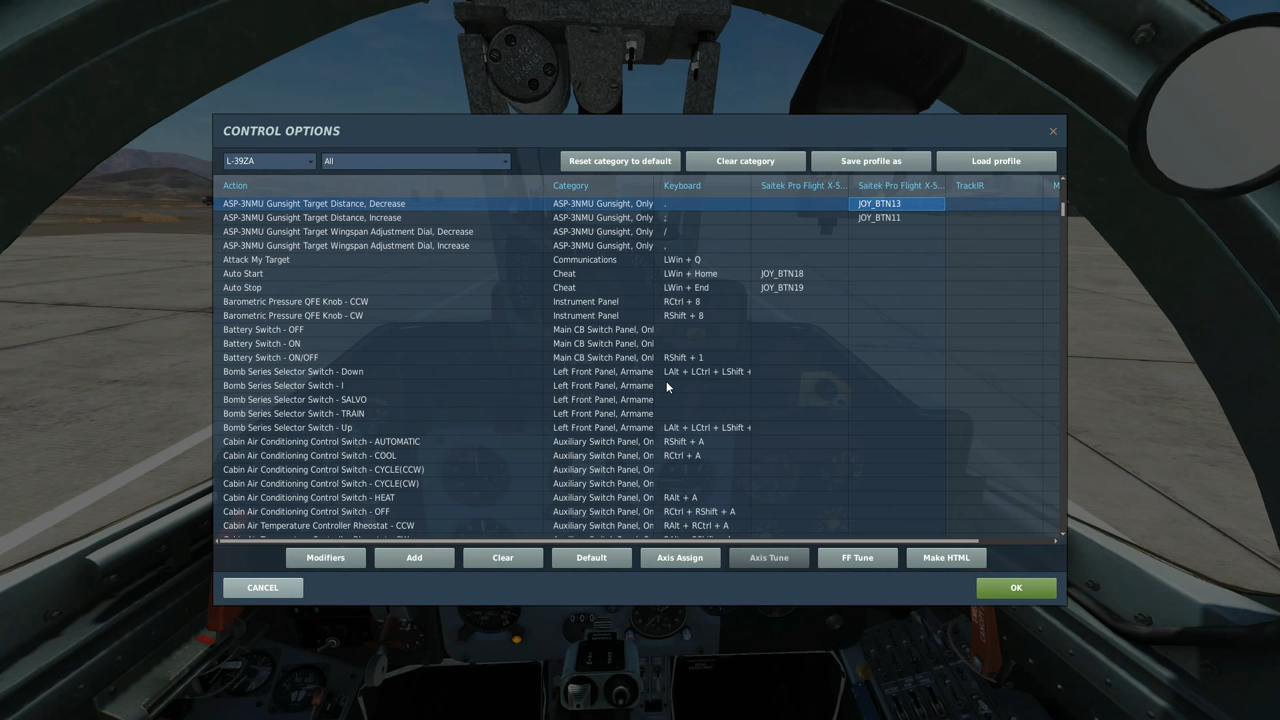 CONTROL OPTIONS ×
L-39ZA All Reset category to default Clear category Save profile as Load profile
Action Category Keyboard Saitek Pro Flight X-5... Saitek Pro Flight X-5... TrackIR M
ASP-3NMU Gunsight Target Distance, Decrease ASP-3NMU Gunsight, Only . JOY_BTN13
ASP-3NMU Gunsight Target Distance, Increase ASP-3NMU Gunsight, Only ; JOY_BTN11
ASP-3NMU Gunsight Target Wingspan Adjustment Dial, Decrease ASP-3NMU Gunsight, Only /
ASP-3NMU Gunsight Target Wingspan Adjustment Dial, Increase ASP-3NMU Gunsight, Only ,
Attack My Target Communications LWin + Q
Auto Start Cheat LWin + Home JOY_BTN18
Auto Stop Cheat LWin + End JOY_BTN19
Barometric Pressure QFE Knob - CCW Instrument Panel RCtrl + 8
Barometric Pressure QFE Knob - CW Instrument Panel RShift + 8
Battery Switch - OFF Main CB Switch Panel, Onl
Battery Switch - ON Main CB Switch Panel, Onl
Battery Switch - ON/OFF Main CB Switch Panel, Onl RShift + 1
Bomb Series Selector Switch - Down Left Front Panel, Armame LAlt + LCtrl + LShift +
Bomb Series Selector Switch - I Left Front Panel, Armame
Bomb Series Selector Switch - SALVO Left Front Panel, Armame
Bomb Series Selector Switch - TRAIN Left Front Panel, Armame
Bomb Series Selector Switch - Up Left Front Panel, Armame LAlt + LCtrl + LShift +
Cabin Air Conditioning Control Switch - AUTOMATIC Auxiliary Switch Panel, On RShift + A
Cabin Air Conditioning Control Switch - COOL Auxiliary Switch Panel, On RCtrl + A
Cabin Air Conditioning Control Switch - CYCLE(CCW) Auxiliary Switch Panel, On
Cabin Air Conditioning Control Switch - CYCLE(CW) Auxiliary Switch Panel, On
Cabin Air Conditioning Control Switch - HEAT Auxiliary Switch Panel, On RAlt + A
Cabin Air Conditioning Control Switch - OFF Auxiliary Switch Panel, On RCtrl + RShift + A
Cabin Air Temperature Controller Rheostat - CCW Auxiliary Switch Panel, On RAlt + RCtrl + A
Modifiers Add Clear Default Axis Assign Axis Tune FF Tune Make HTML
CANCEL OK